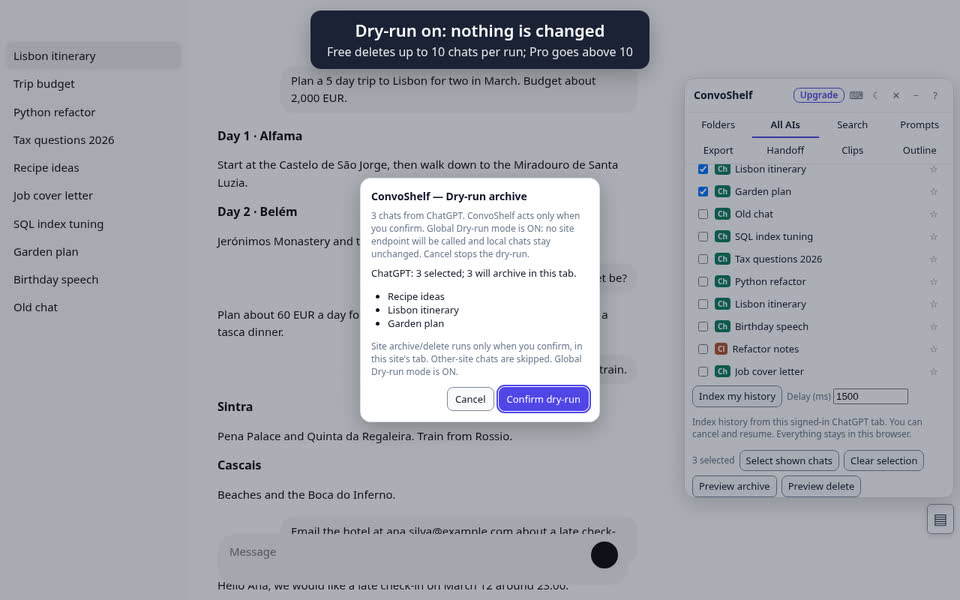 Dry-run on: nothing is changed
Free deletes up to 10 chats per run; Pro goes above 10
Lisbon itinerary
Trip budget
Python refactor
Tax questions 2026
Recipe ideas
Job cover letter
SQL index tuning
Garden plan
Birthday speech
Old chat
Plan a 5 day trip to Lisbon for two in March. Budget about
2,000 EUR.
Day 1 · Alfama
Start at the Castelo de São Jorge, then walk down to the Miradouro de Santa
Luzia.
Day 2 · Belém
Jerónimos Monastery and
et be?
Plan about 60 EUR a day
a
tasca dinner.
train.
Sintra
Pena Palace and Quinta da Regaleira. Train from Rossio.
Cascais
Beaches and the Boca do Inferno.
Email the hotel at ana.silva@example.com about a late check-
Message
Hello Ana, we would like a late check-in on March 12 around 23:00.
ConvoShelf — Dry-run archive
3 chats from ChatGPT. ConvoShelf acts only when
you confirm. Global Dry-run mode is ON: no site
endpoint will be called and local chats stay
unchanged. Cancel stops the dry-run.
ChatGPT: 3 selected; 3 will archive in this tab.
• Recipe ideas
• Lisbon itinerary
• Garden plan
Site archive/delete runs only when you confirm, in
this site's tab. Other-site chats are skipped. Global
Dry-run mode is ON.
Cancel
Confirm dry-run
ConvoShelf
Upgrade
?
Folders
All AIs
Search
Prompts
Export
Handoff
Clips
Outline
Ch Lisbon itinerary
Ch Garden plan
Ch Old chat
Ch SQL index tuning
Ch Tax questions 2026
Ch Python refactor
Ch Lisbon itinerary
Ch Birthday speech
Cl Refactor notes
Ch Job cover letter
Index my history
Delay (ms)
1500
Index history from this signed-in ChatGPT tab. You can
cancel and resume. Everything stays in this browser.
3 selected
Select shown chats
Clear selection
Preview archive
Preview delete